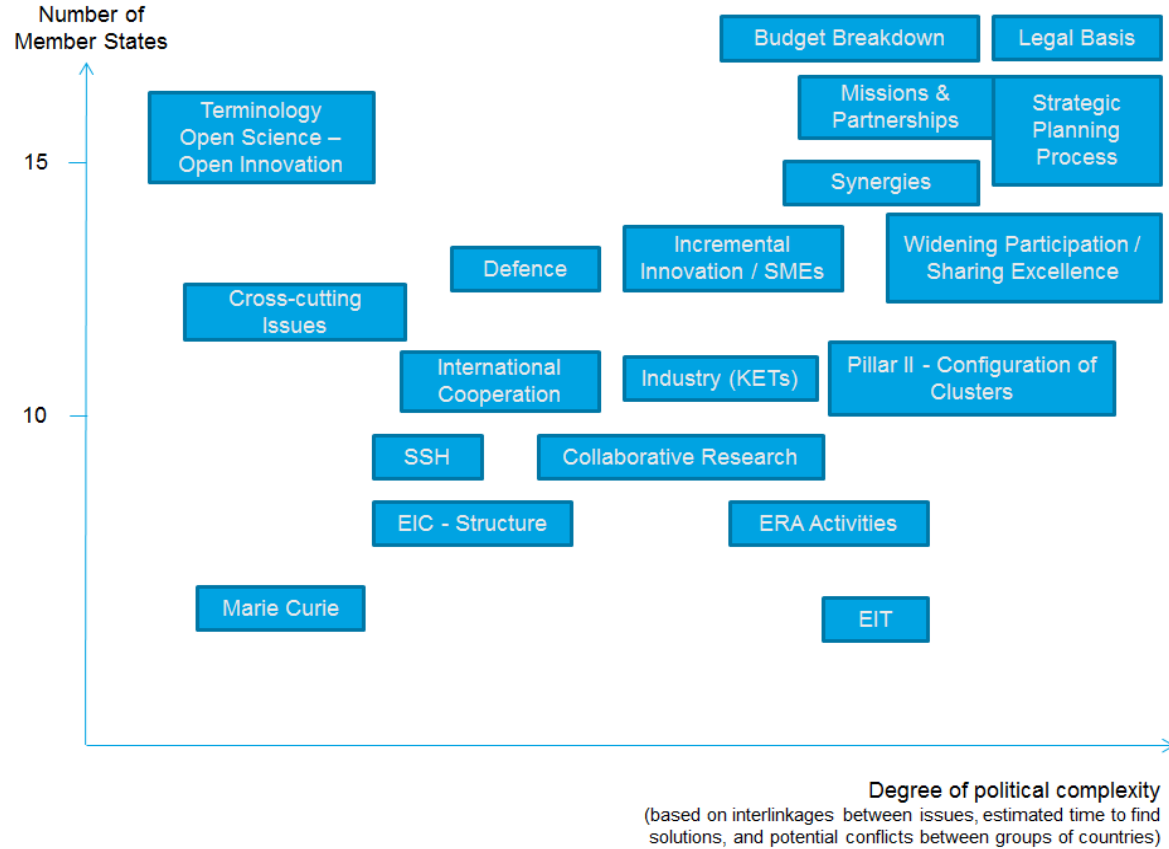 Number of
Member States
Budget Breakdown
Legal Basis
Missions &
Partnerships
Strategic
Planning
Process
Terminology
Open Science –
Open Innovation
15
Synergies
Widening Participation /
Sharing Excellence
Incremental
Innovation / SMEs
Defence
Cross-cutting
Issues
International
Cooperation
Industry (KETs)
Pillar II - Configuration of
Clusters
10
SSH
Collaborative Research
EIC - Structure
ERA Activities
Marie Curie
EIT
Degree of political complexity
(based on interlinkages between issues, estimated time to find
solutions, and potential conflicts between groups of countries)